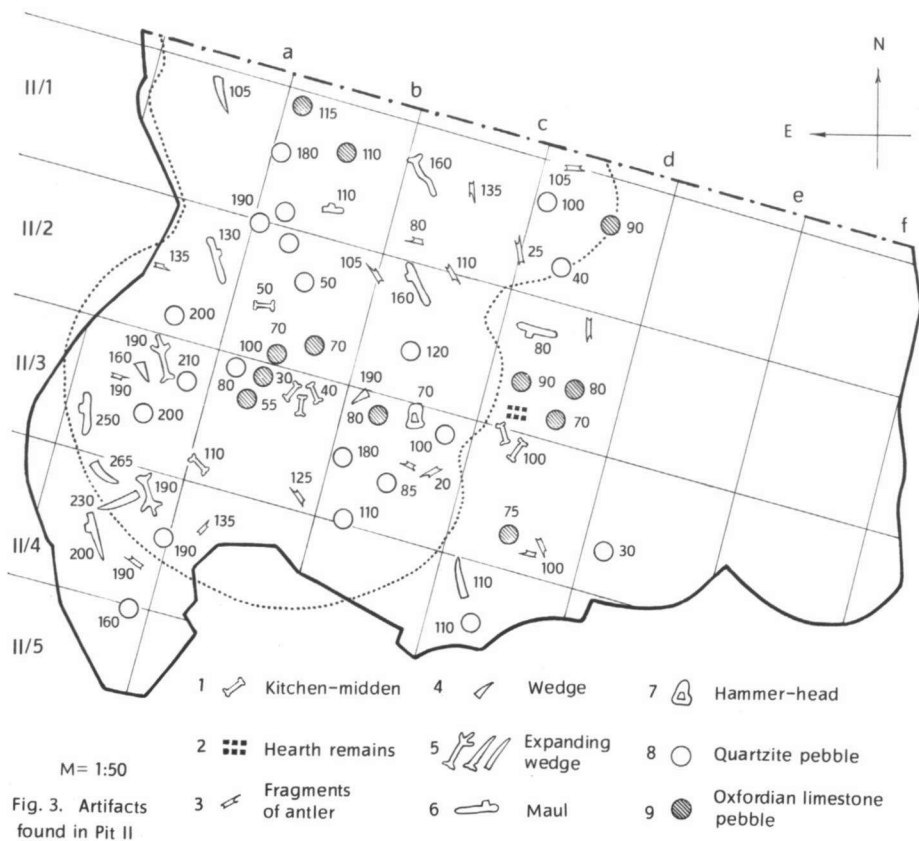 N
E
a
b
c
d
e
f
II/1
II/2
II/3
II/4
II/5
105
115
180
110
160
135
105
100
90
190
110
80
25
40
130
135
50
105
160
110
50
200
70
100
70
120
80
190
210
160
190
80
30
55
40
190
80
70
90
80
70
250
200
100
100
265
110
180
20
190
125
85
230
110
75
135
200
190
190
100
30
160
110
110
1 Kitchen-midden
2 Hearth remains
3 Fragments
of antler
4 Wedge
5 Expanding
wedge
6 Maul
7 Hammer-head
8 Quartzite pebble
9 Oxfordian limestone
pebble
M= 1:50
Fig. 3. Artifacts
found in Pit II